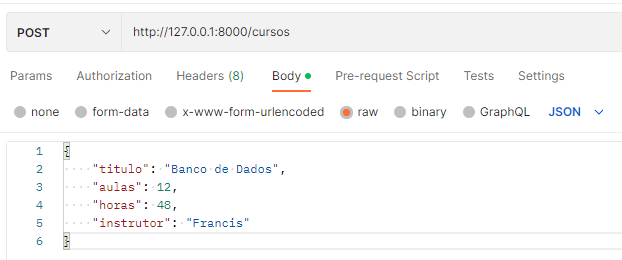 POST http://127.0.0.1:8000/cursos
Params Authorization Headers (8) Body Pre-request Script Tests Settings
none form-data x-www-form-urlencoded raw binary GraphQL JSON
1 {
2 "titulo": "Banco de Dados",
3 "aulas": 12,
4 "horas": 48,
5 "instrutor": "Francis"
6 }